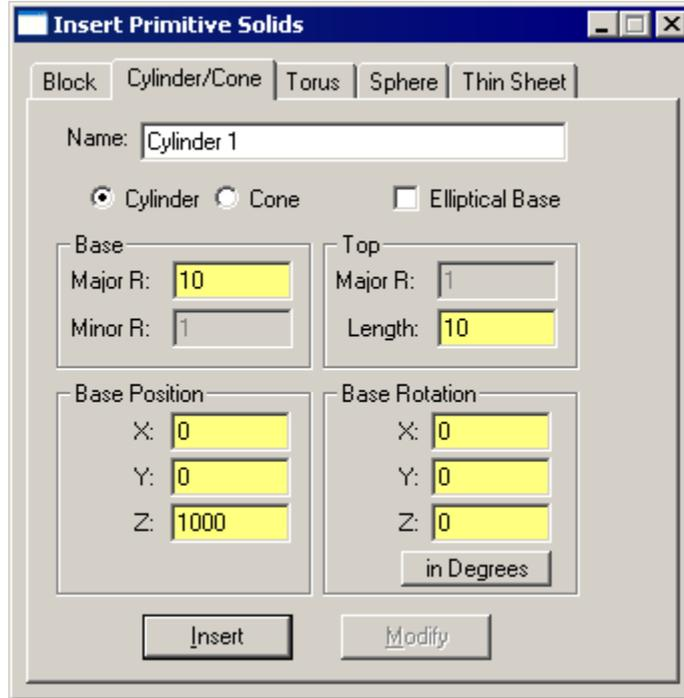 Insert Primitive Solids
Block Cylinder/Cone Torus Sphere Thin Sheet
Name: Cylinder 1
Cylinder Cone Elliptical Base
Base Top
Major R: 10 Major R: 1
Minor R: 1 Length: 10
Base Position Base Rotation
X: 0 X: 0
Y: 0 Y: 0
Z: 1000 Z: 0
in Degrees
Insert Modify